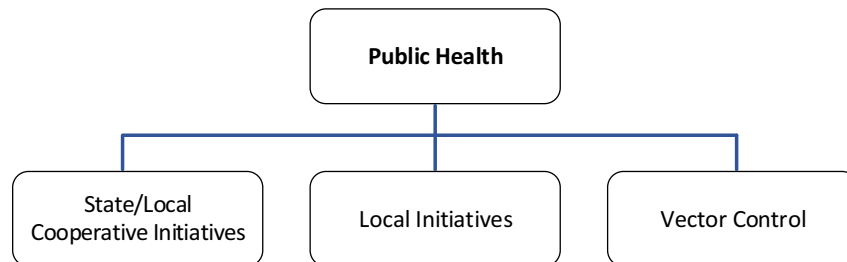 Public Health
State/Local
Cooperative Initiatives
Local Initiatives
Vector Control